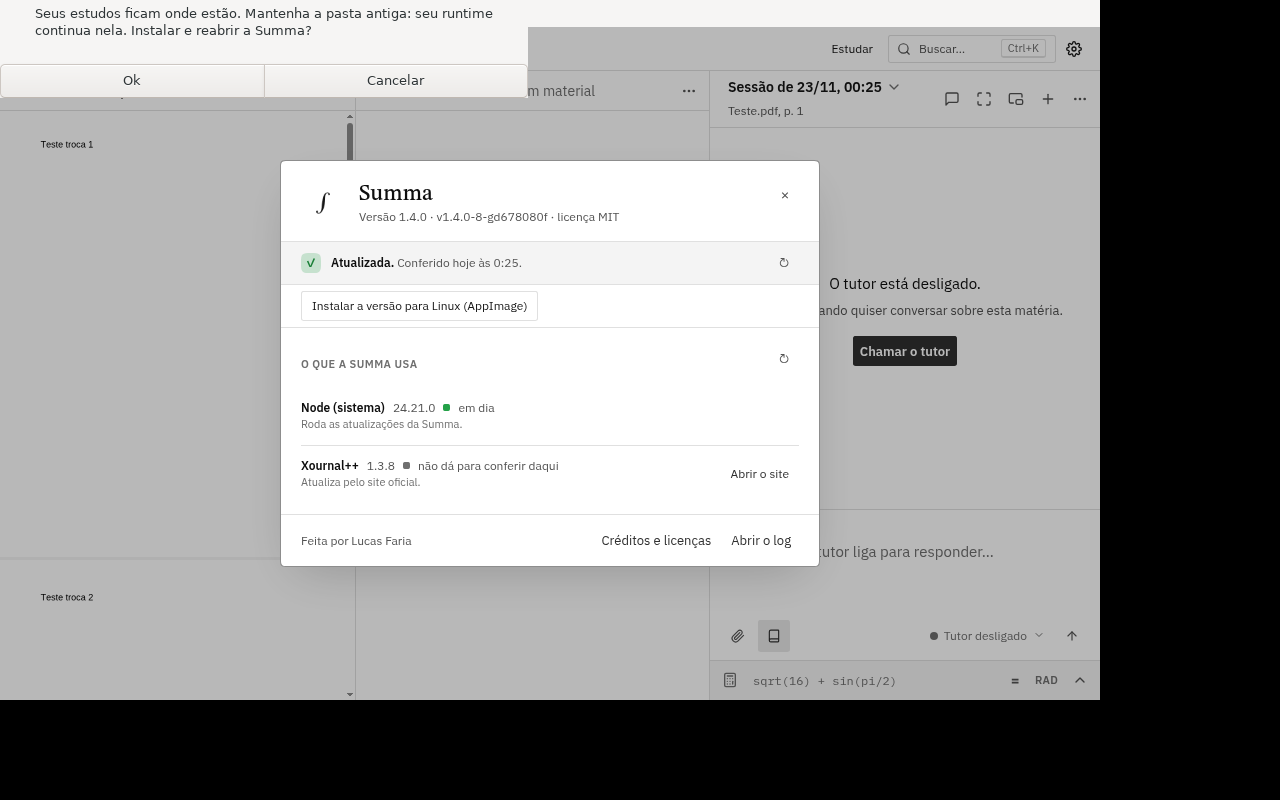 Seus estudos ficam onde estão. Mantenha a pasta antiga: seu runtime
continua nela. Instalar e reabrir a Summa?
Ok
Cancelar
Estudar
Buscar...
Ctrl+K
m material
Sessão de 23/11, 00:25
Teste.pdf, p. 1
Teste troca 1
Summa
Versão 1.4.0 · v1.4.0-8-gd678080f · licença MIT
Atualizada. Conferido hoje às 0:25.
Instalar a versão para Linux (AppImage)
O QUE A SUMMA USA
Node (sistema) 24.21.0 em dia
Roda as atualizações da Summa.
Xournal++ 1.3.8 não dá para conferir daqui
Atualiza pelo site oficial.
Abrir o site
Feita por Lucas Faria
Créditos e licenças
Abrir o log
O tutor está desligado.
ando quiser conversar sobre esta matéria.
Chamar o tutor
tutor liga para responder...
Teste troca 2
Tutor desligado
sqrt(16) + sin(pi/2)
=
RAD